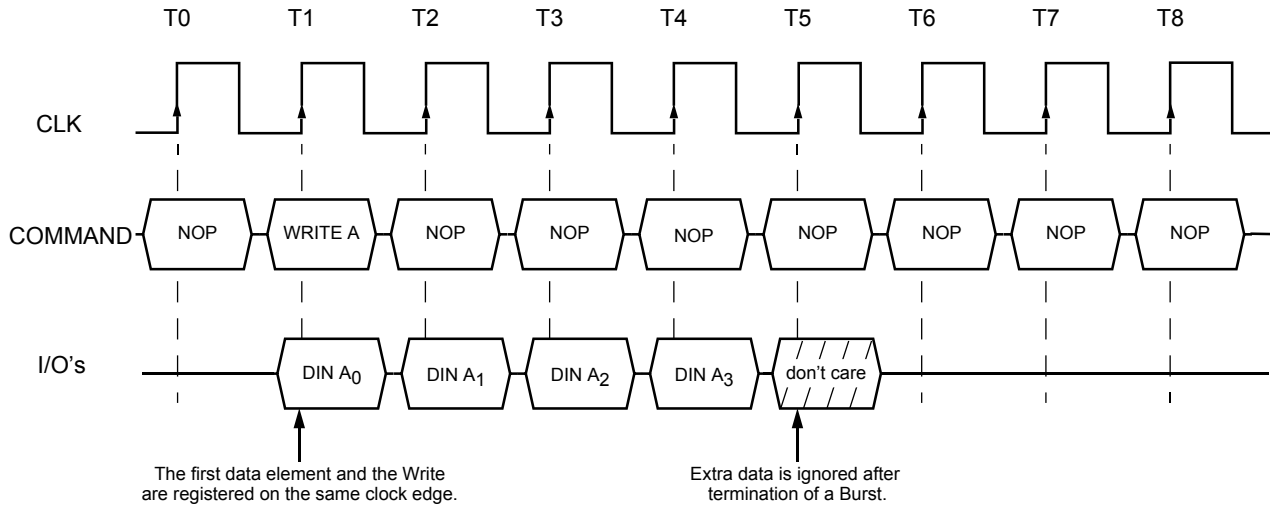 T0 T1 T2 T3 T4 T5 T6 T7 T8
CLK
COMMAND NOP WRITE A NOP NOP NOP NOP NOP NOP NOP
I/O's DIN A0 DIN A1 DIN A2 DIN A3 don't care
The first data element and the Write
are registered on the same clock edge.
Extra data is ignored after
termination of a Burst.